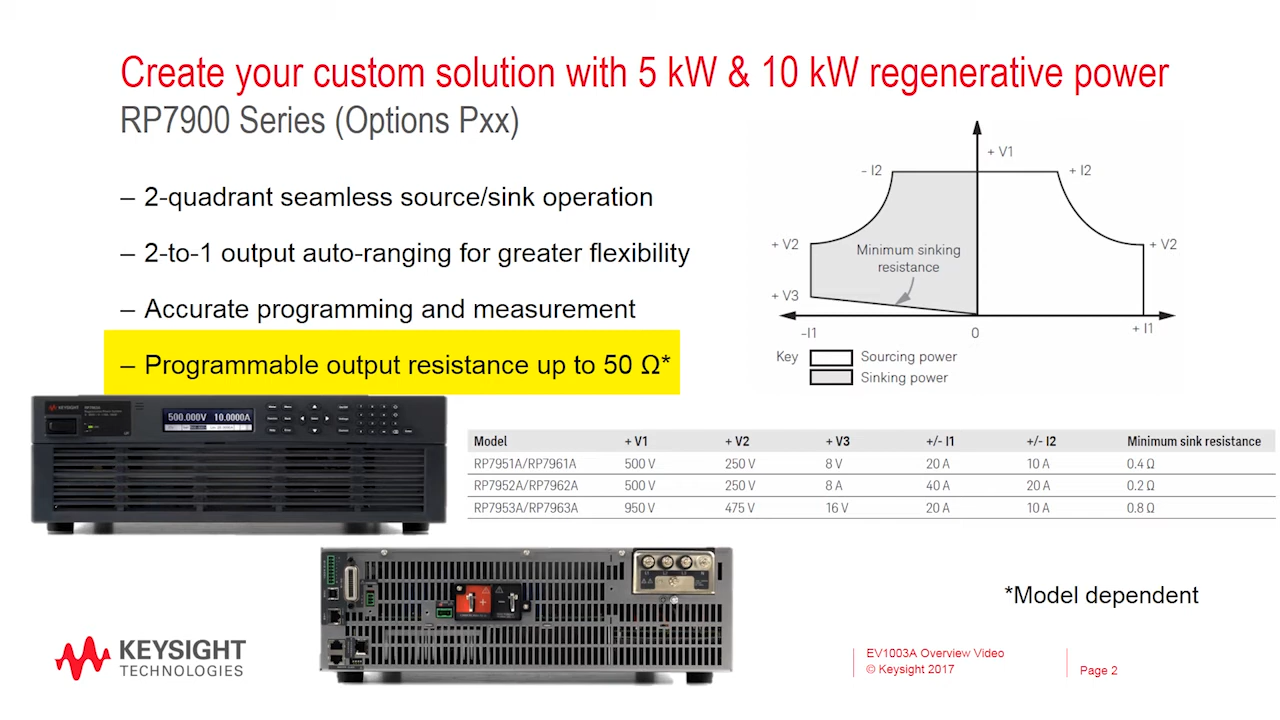 Create your custom solution with 5 kW & 10 kW regenerative power
RP7900 Series (Options Pxx)
– 2-quadrant seamless source/sink operation
– 2-to-1 output auto-ranging for greater flexibility
– Accurate programming and measurement
– Programmable output resistance up to 50 Ω*
+ V1
- I2
+ I2
+ V2
+ V2
Minimum sinking
resistance
+ V3
-I1
0
+ I1
Key
Sourcing power
Sinking power
KEYSIGHT
500.000V 10.0000A
Model + V1 + V2 + V3 +/- I1 +/- I2 Minimum sink resistance
RP7951A/RP7961A 500 V 250 V 8 V 20 A 10 A 0.4 Ω
RP7952A/RP7962A 500 V 250 V 8 A 40 A 20 A 0.2 Ω
RP7953A/RP7963A 950 V 475 V 16 V 20 A 10 A 0.8 Ω
*Model dependent
KEYSIGHT
TECHNOLOGIES
EV1003A Overview Video
© Keysight 2017
Page 2